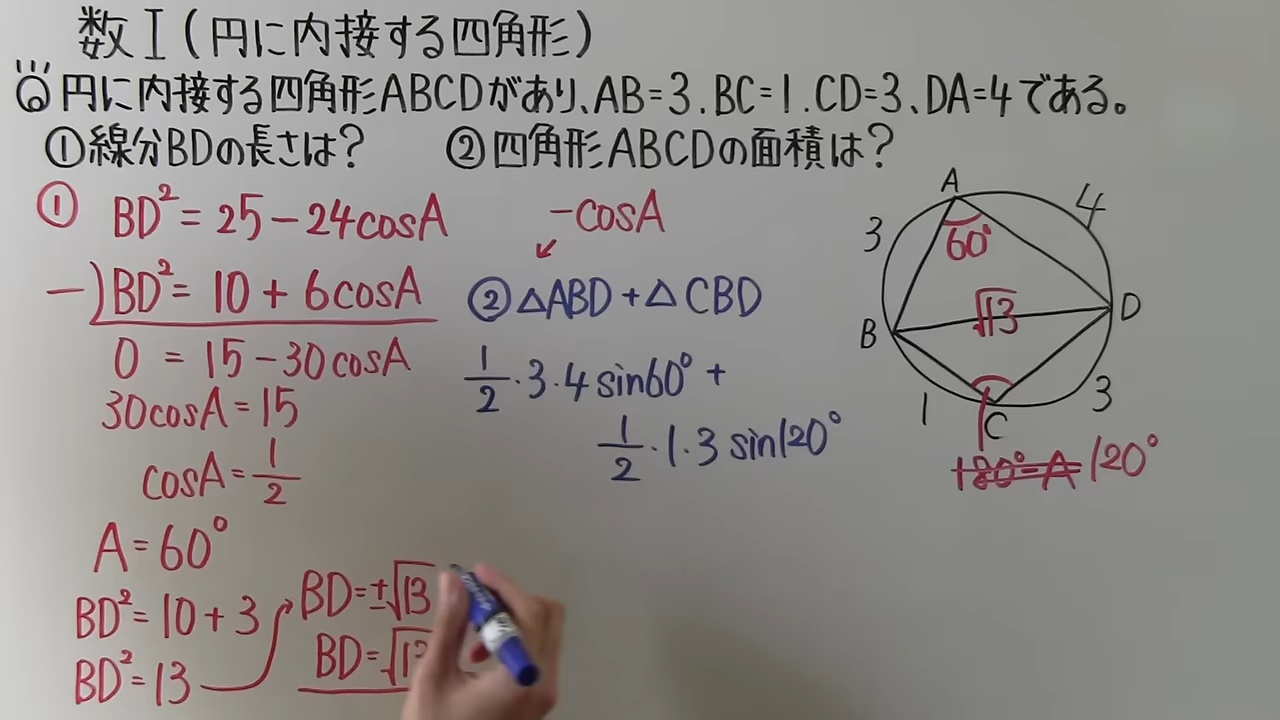 数Ⅰ(円に内接する四角形)
Q 円に内接する四角形ABCDがあり、AB=3、BC=1、CD=3、DA=4である。
①線分BDの長さは? ②四角形ABCDの面積は?
① BD²=25-24cosA
-)BD²=10+6cosA
0=15-30cosA
30cosA=15
cosA=1/2
A=60°
BD²=10+3
BD²=13
BD=±√13
BD=√13
-cosA
②△ABD+△CBD
1/2・3・4sin60°+
1/2・1・3sin120°
A
3
4
60°
√13
B
D
1
C
3
180°-A 120°